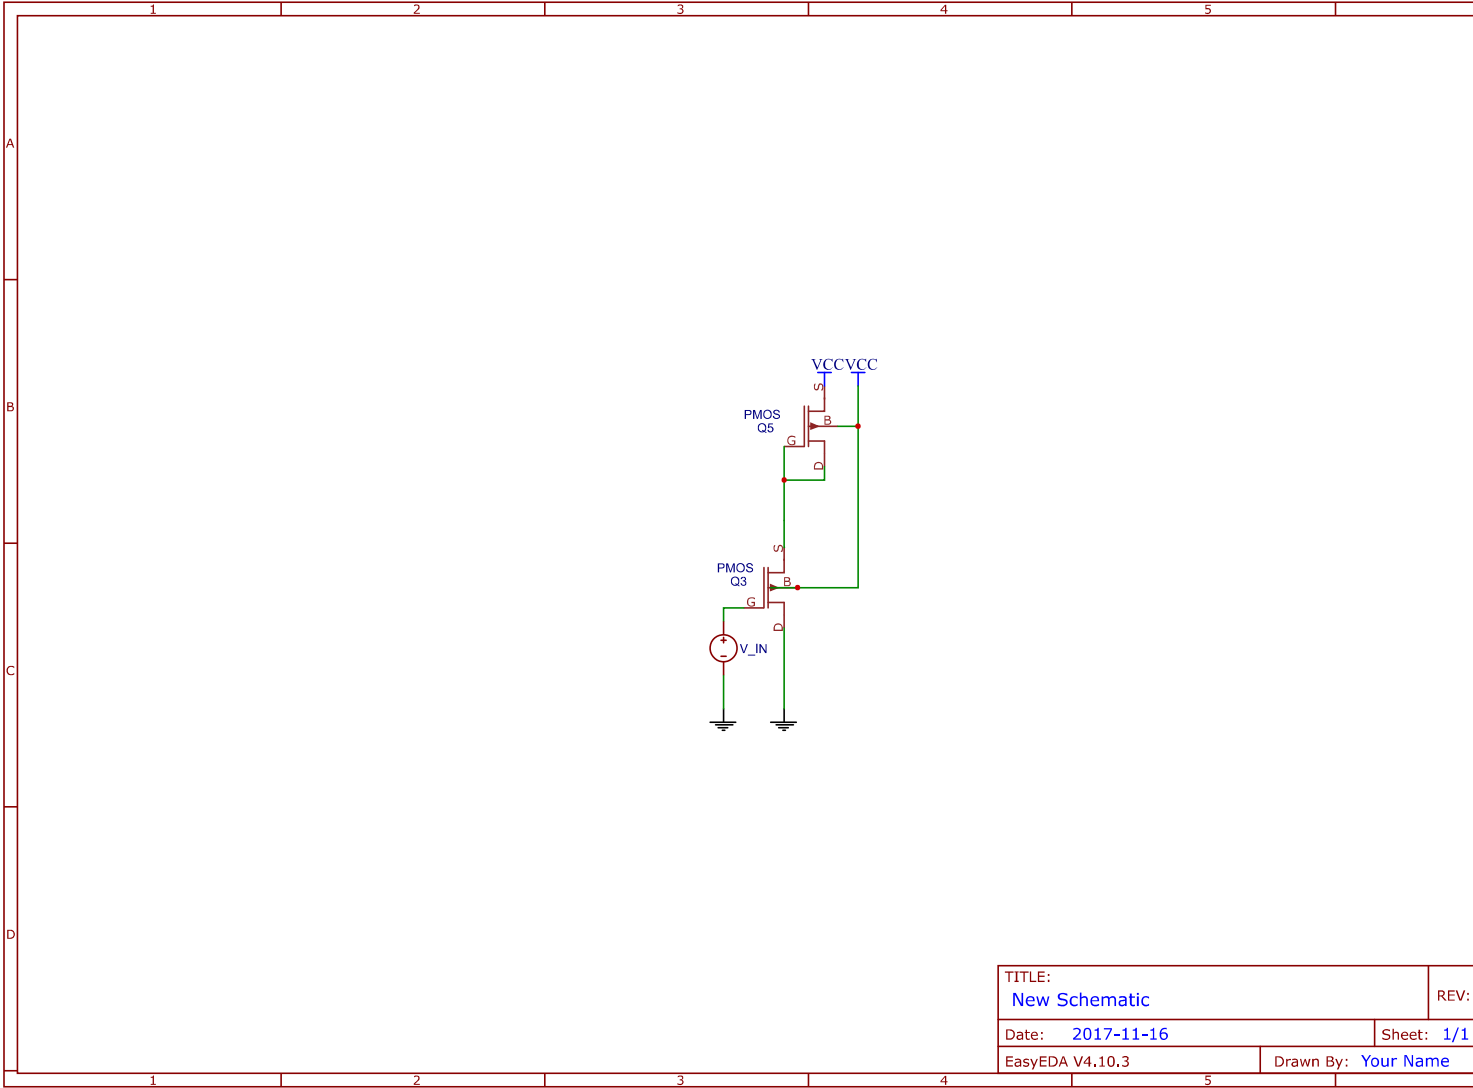 1 2 3 4 5
A
B
C
D
VCC VCC
S
PMOS
Q5
B
G
D
S
PMOS
Q3
B
G
D
+
V_IN
-
TITLE:
New Schematic
REV:
Date: 2017-11-16
Sheet: 1/1
EasyEDA V4.10.3
Drawn By: Your Name
1 2 3 4 5